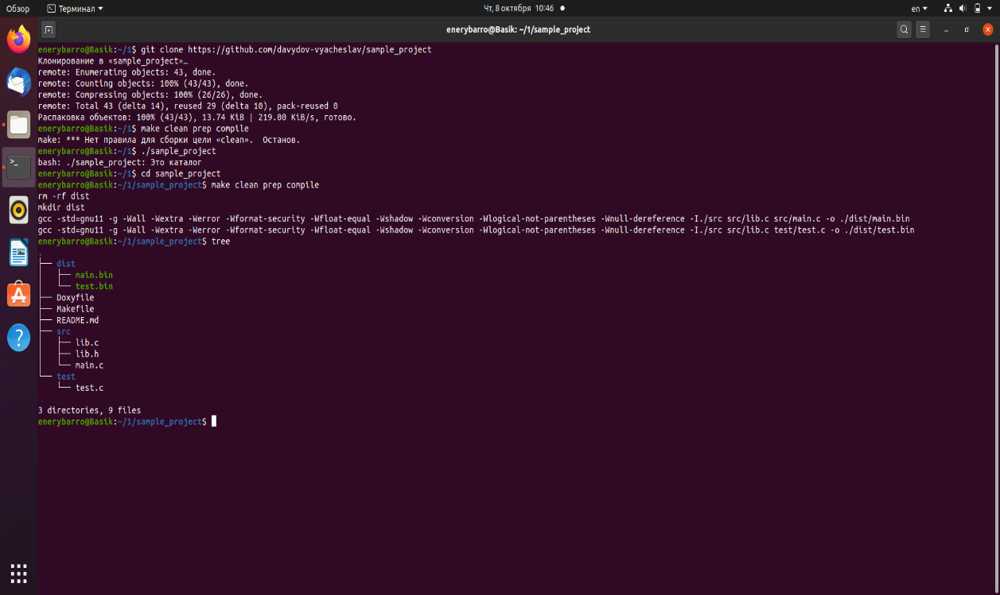 Обзор Терминал Чт, 8 октября 10:46 en
enerybarro@Basik: ~/1/sample_project
enerybarro@Basik:~/1$ git clone https://github.com/davydov-vyacheslav/sample_project
Клонирование в «sample_project»…
remote: Enumerating objects: 43, done.
remote: Counting objects: 100% (43/43), done.
remote: Compressing objects: 100% (26/26), done.
remote: Total 43 (delta 14), reused 29 (delta 10), pack-reused 0
Распаковка объектов: 100% (43/43), 13.74 KiB | 219.00 KiB/s, готово.
enerybarro@Basik:~/1$ make clean prep compile
make: *** Нет правила для сборки цели «clean».  Останов.
enerybarro@Basik:~/1$ ./sample_project
bash: ./sample_project: Это каталог
enerybarro@Basik:~/1$ cd sample_project
enerybarro@Basik:~/1/sample_project$ make clean prep compile
rm -rf dist
mkdir dist
gcc -std=gnu11 -g -Wall -Wextra -Werror -Wformat-security -Wfloat-equal -Wshadow -Wconversion -Wlogical-not-parentheses -Wnull-dereference -I./src src/lib.c src/main.c -o ./dist/main.bin
gcc -std=gnu11 -g -Wall -Wextra -Werror -Wformat-security -Wfloat-equal -Wshadow -Wconversion -Wlogical-not-parentheses -Wnull-dereference -I./src src/lib.c test/test.c -o ./dist/test.bin
enerybarro@Basik:~/1/sample_project$ tree
.
├── dist
│   ├── main.bin
│   └── test.bin
├── Doxyfile
├── Makefile
├── README.md
├── src
│   ├── lib.c
│   ├── lib.h
│   └── main.c
└── test
    └── test.c

3 directories, 9 files
enerybarro@Basik:~/1/sample_project$